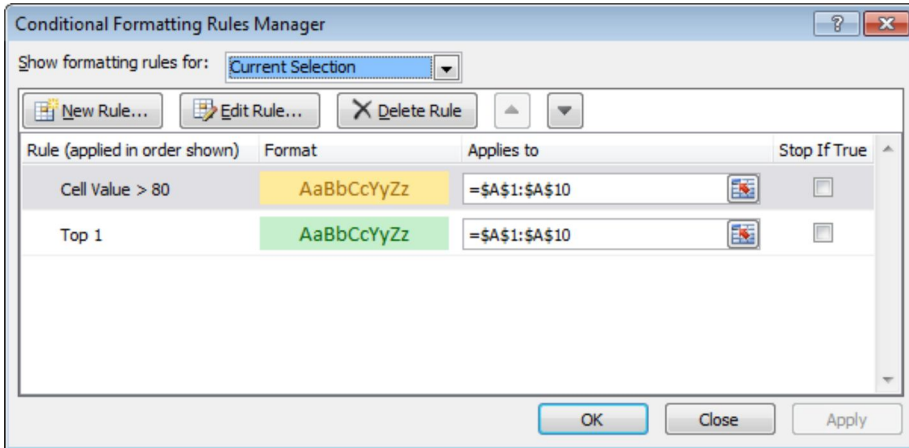 Conditional Formatting Rules Manager
Show formatting rules for: Current Selection
New Rule... Edit Rule... Delete Rule
Rule (applied in order shown) Format Applies to Stop If True
Cell Value > 80 AaBbCcYyZz =$A$1:$A$10
Top 1 AaBbCcYyZz =$A$1:$A$10
OK Close Apply